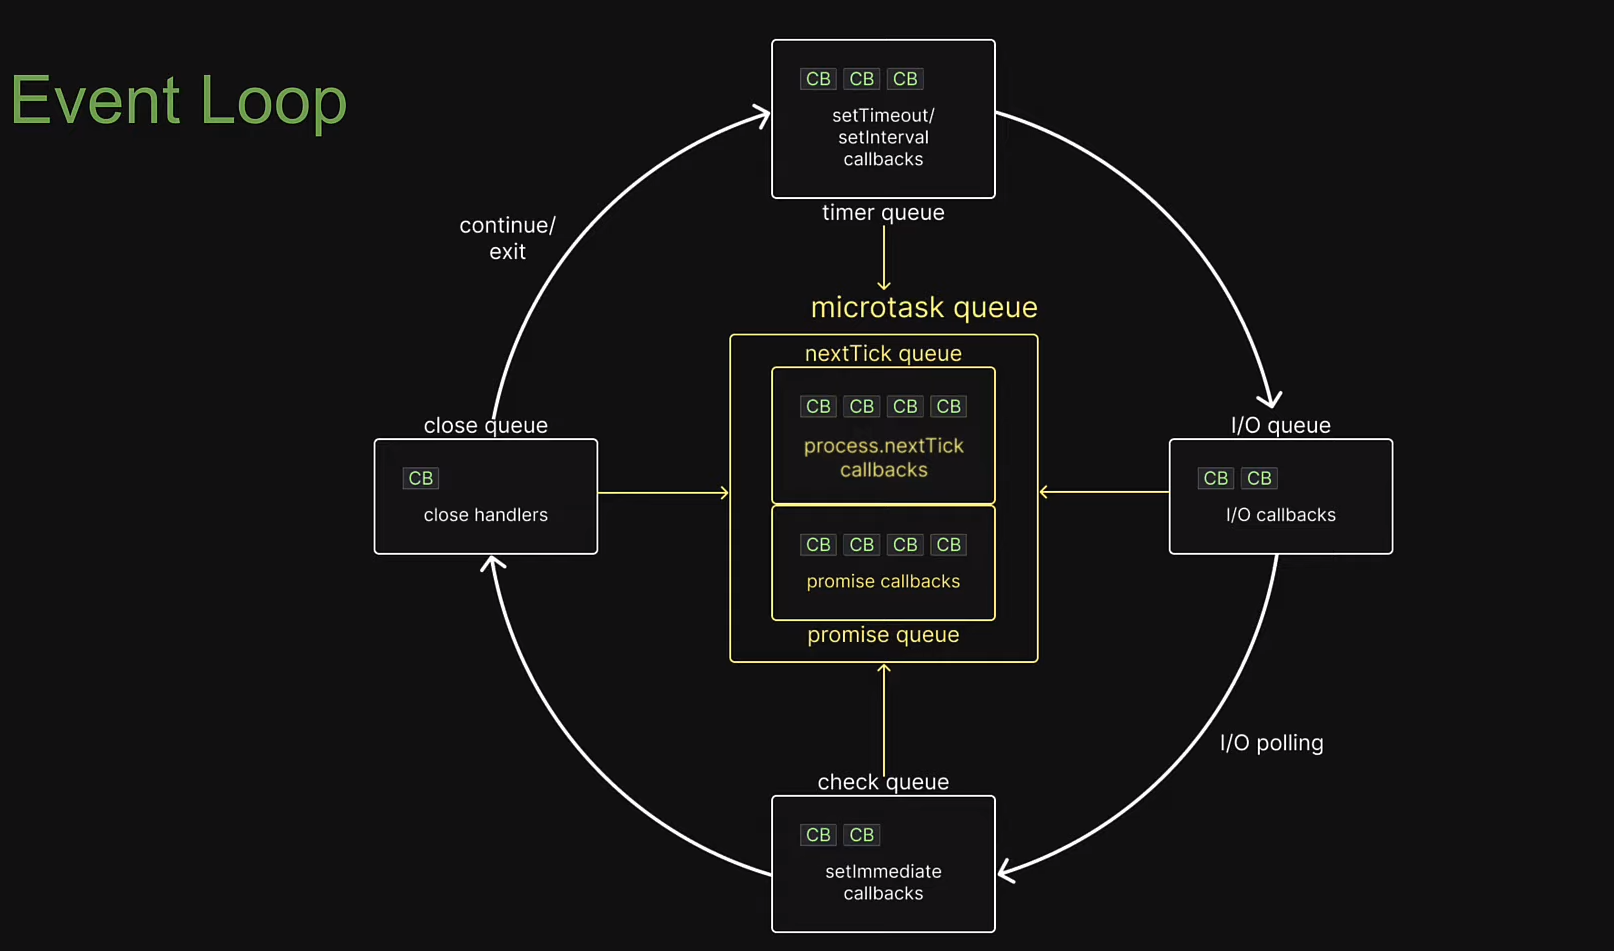 Event Loop
CB CB CB
setTimeout/
setInterval
callbacks
timer queue
continue/
exit
microtask queue
nextTick queue
CB CB CB CB
process.nextTick
callbacks
CB CB CB CB
promise callbacks
promise queue
close queue
CB
close handlers
I/O queue
CB CB
I/O callbacks
I/O polling
check queue
CB CB
setImmediate
callbacks